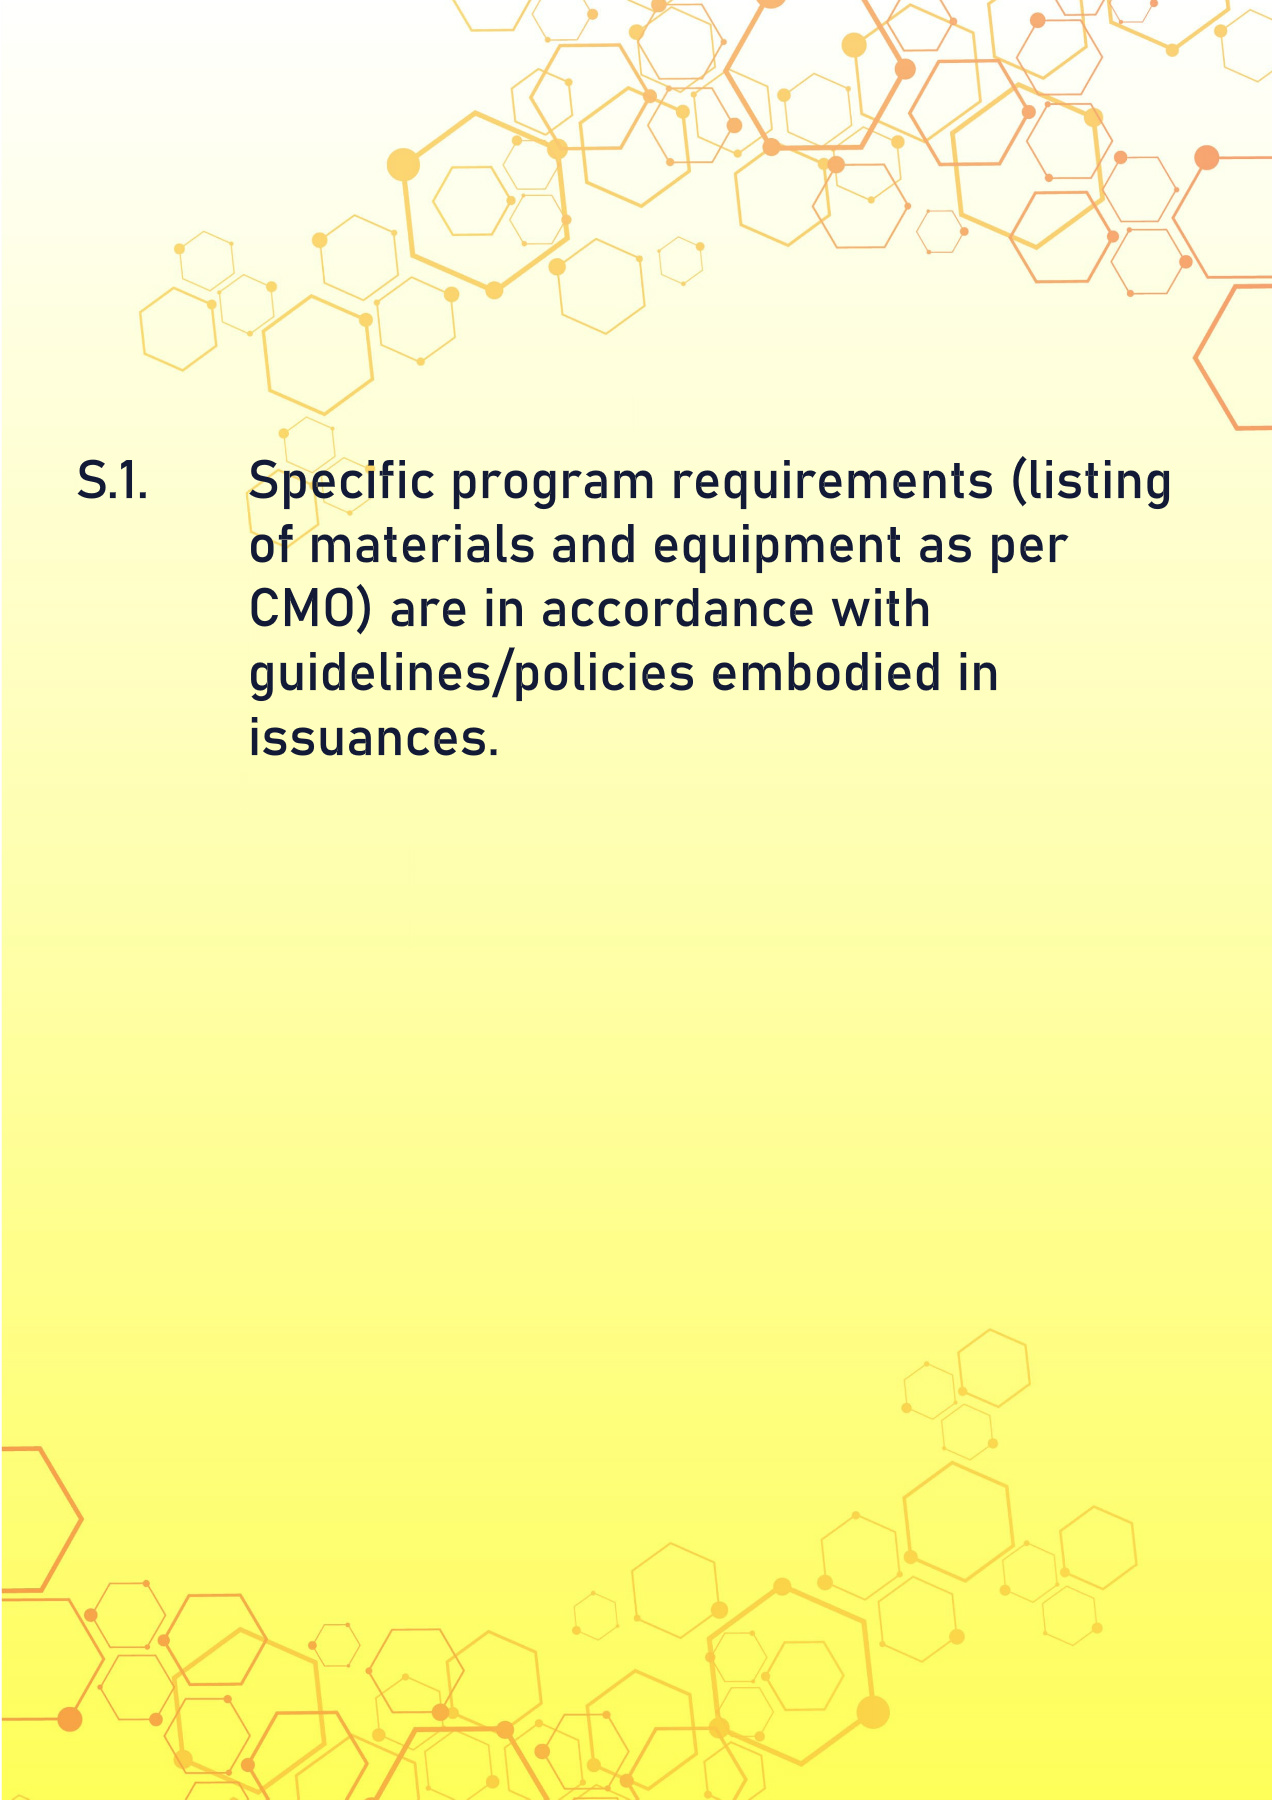 S.1. Specific program requirements (listing
of materials and equipment as per
CMO) are in accordance with
guidelines/policies embodied in
issuances.